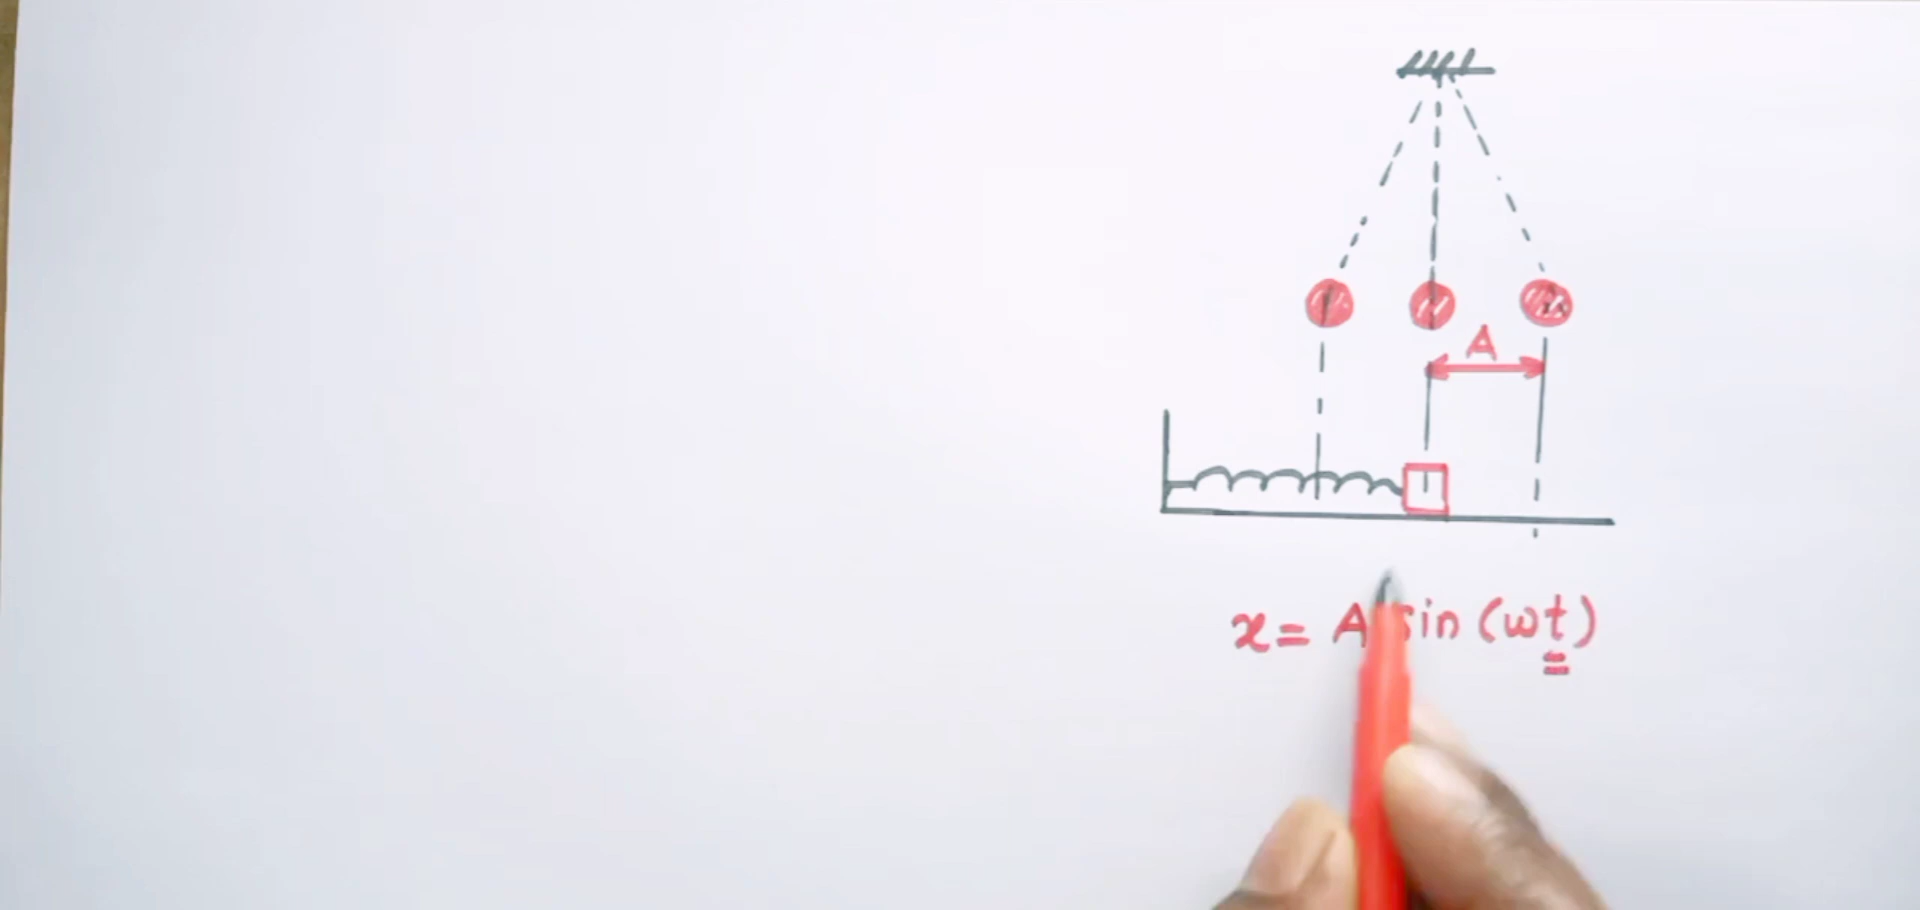 A
x = A sin (ωt)